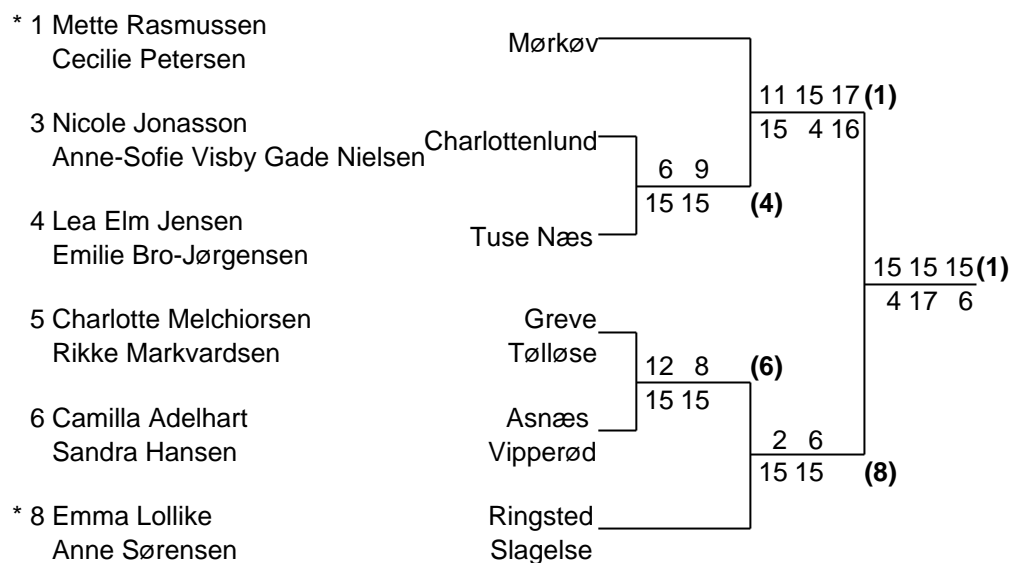 * 1 Mette Rasmussen
Cecilie Petersen
Mørkøv
11 15 17 (1)
15 4 16
3 Nicole Jonasson
Anne-Sofie Visby Gade Nielsen
Charlottenlund
6 9
15 15 (4)
4 Lea Elm Jensen
Emilie Bro-Jørgensen
Tuse Næs
15 15 15 (1)
4 17 6
5 Charlotte Melchiorsen
Rikke Markvardsen
Greve
Tølløse
12 8 (6)
15 15
6 Camilla Adelhart
Sandra Hansen
Asnæs
Vipperød
2 6
15 15 (8)
* 8 Emma Lollike
Anne Sørensen
Ringsted
Slagelse